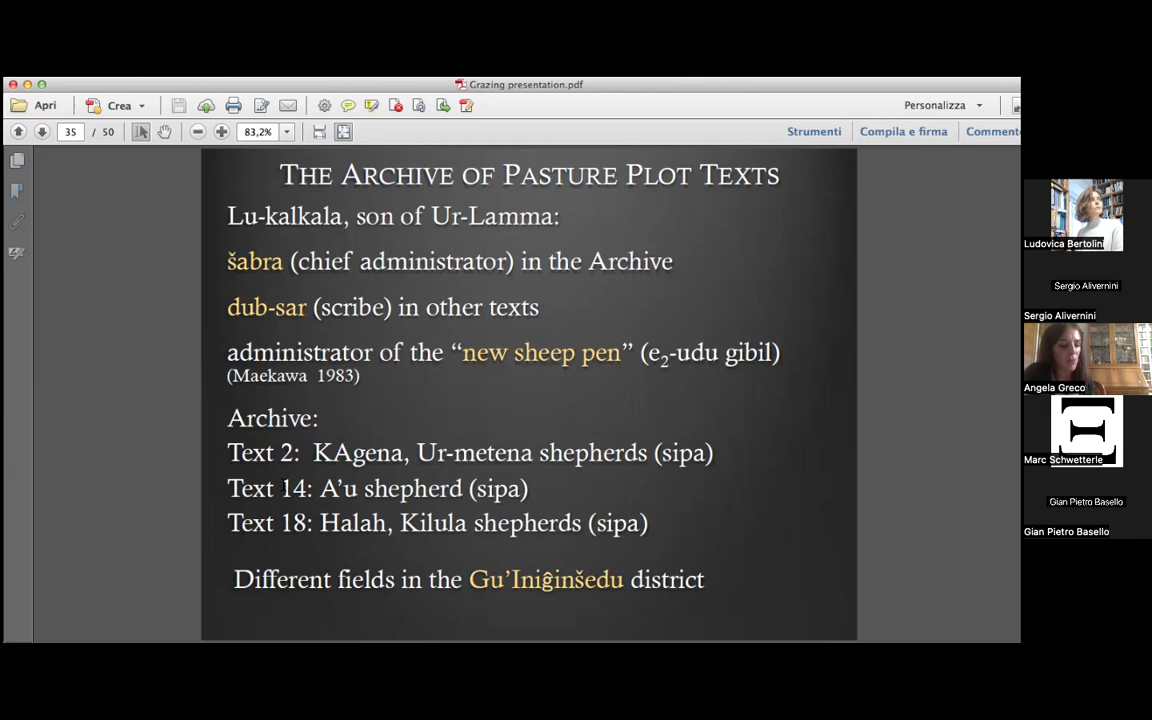 Grazing presentation.pdf
Apri
Crea
Personalizza
35 / 50
83,2%
Strumenti
Compila e firma
Comment
THE ARCHIVE OF PASTURE PLOT TEXTS
Lu-kalkala, son of Ur-Lamma:
šabra (chief administrator) in the Archive
dub-sar (scribe) in other texts
administrator of the “new sheep pen” (e₂-udu gibil)
(Maekawa 1983)
Archive:
Text 2: KAgena, Ur-metena shepherds (sipa)
Text 14: A’u shepherd (sipa)
Text 18: Halah, Kilula shepherds (sipa)
Different fields in the Gu’Iniĝinšedu district
Ludovica Bertolini
Sergio Alivernini
Sergio Alivernini
Angela Greco
Marc Schwetterle
Gian Pietro Basello
Gian Pietro Basello